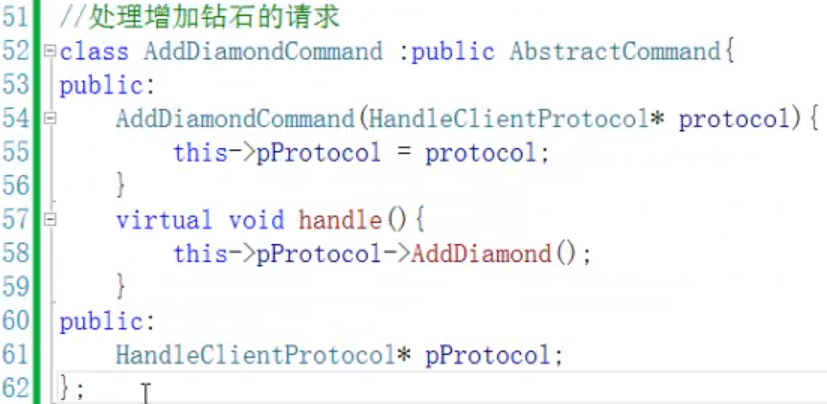 51 //处理增加钻石的请求
52 class AddDiamondCommand :public AbstractCommand{
53 public:
54     AddDiamondCommand(HandleClientProtocol* protocol){
55         this->pProtocol = protocol;
56     }
57     virtual void handle(){
58         this->pProtocol->AddDiamond();
59     }
60 public:
61     HandleClientProtocol* pProtocol;
62 };